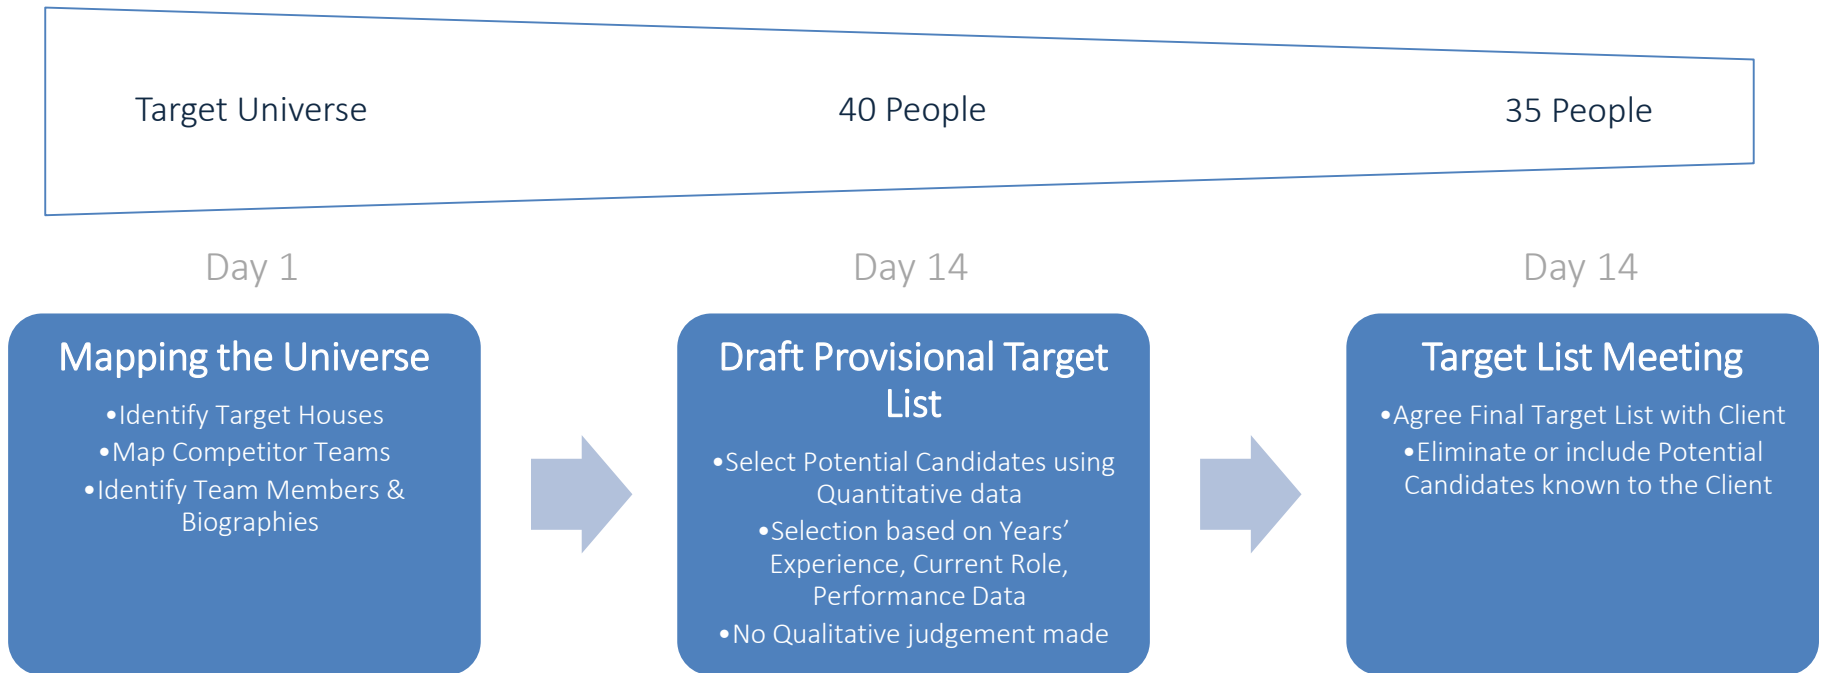 Target Universe
40 People
35 People
Day 1
Day 14
Day 14
Mapping the Universe
•Identify Target Houses
•Map Competitor Teams
•Identify Team Members &
Biographies
Draft Provisional Target
List
•Select Potential Candidates using
Quantitative data
•Selection based on Years’
Experience, Current Role,
Performance Data
•No Qualitative judgement made
Target List Meeting
•Agree Final Target List with Client
•Eliminate or include Potential
Candidates known to the Client